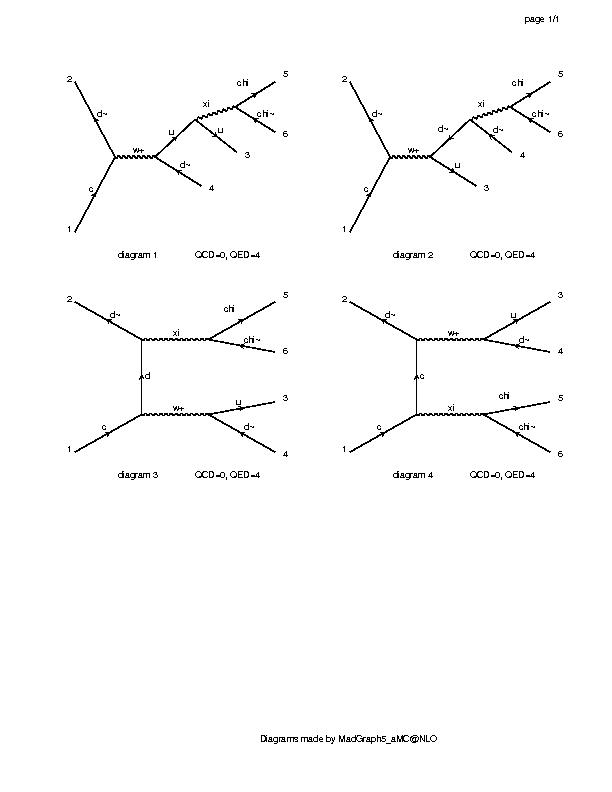 page 1/1
2
d~
c
1
w+
u
d~
4
u
3
xi
chi
5
chi~
6
diagram 1
QCD=0, QED=4
2
d~
c
1
w+
d~
u
3
d~
4
xi
chi
5
chi~
6
diagram 2
QCD=0, QED=4
2
d~
d
c
1
xi
chi
5
chi~
6
w+
u
3
d~
4
diagram 3
QCD=0, QED=4
2
d~
c
c
1
w+
u
3
d~
4
xi
chi
5
chi~
6
diagram 4
QCD=0, QED=4
Diagrams made by MadGraph5_aMC@NLO